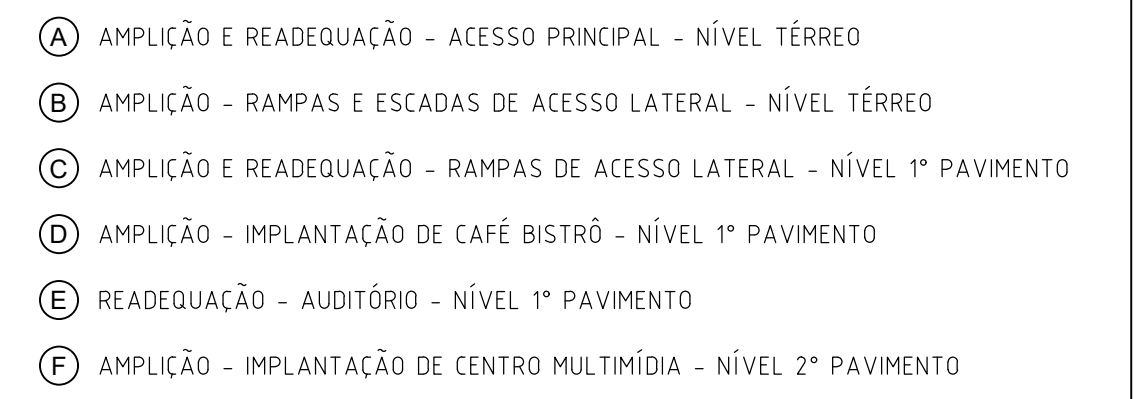 A AMPLIÇÃO E READEQUAÇÃO - ACESSO PRINCIPAL - NÍVEL TÉRREO
B AMPLIÇÃO - RAMPAS E ESCADAS DE ACESSO LATERAL - NÍVEL TÉRREO
C AMPLIÇÃO E READEQUAÇÃO - RAMPAS DE ACESSO LATERAL - NÍVEL 1° PAVIMENTO
D AMPLIÇÃO - IMPLANTAÇÃO DE CAFÉ BISTRÔ - NÍVEL 1° PAVIMENTO
E READEQUAÇÃO - AUDITÓRIO - NÍVEL 1° PAVIMENTO
F AMPLIÇÃO - IMPLANTAÇÃO DE CENTRO MULTIMÍDIA - NÍVEL 2° PAVIMENTO